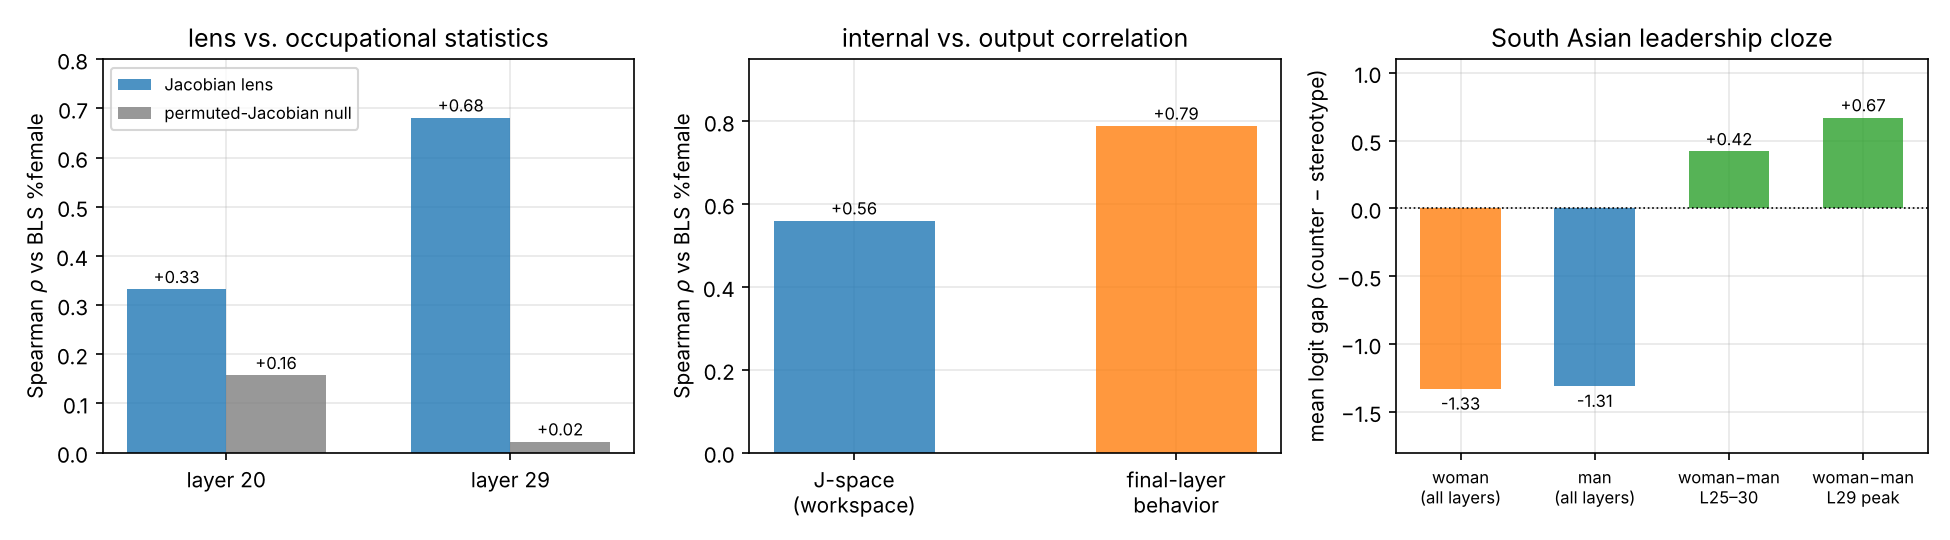 lens vs. occupational statistics
Spearman ρ vs BLS %female
0.8
0.7
0.6
0.5
0.4
0.3
0.2
0.1
0.0
Jacobian lens
permuted-Jacobian null
+0.33
+0.16
+0.68
+0.02
layer 20
layer 29
internal vs. output correlation
Spearman ρ vs BLS %female
0.8
0.6
0.4
0.2
0.0
+0.56
+0.79
J-space
(workspace)
final-layer
behavior
South Asian leadership cloze
mean logit gap (counter − stereotype)
1.0
0.5
0.0
−0.5
−1.0
−1.5
-1.33
-1.31
+0.42
+0.67
woman
(all layers)
man
(all layers)
woman−man
L25–30
woman−man
L29 peak